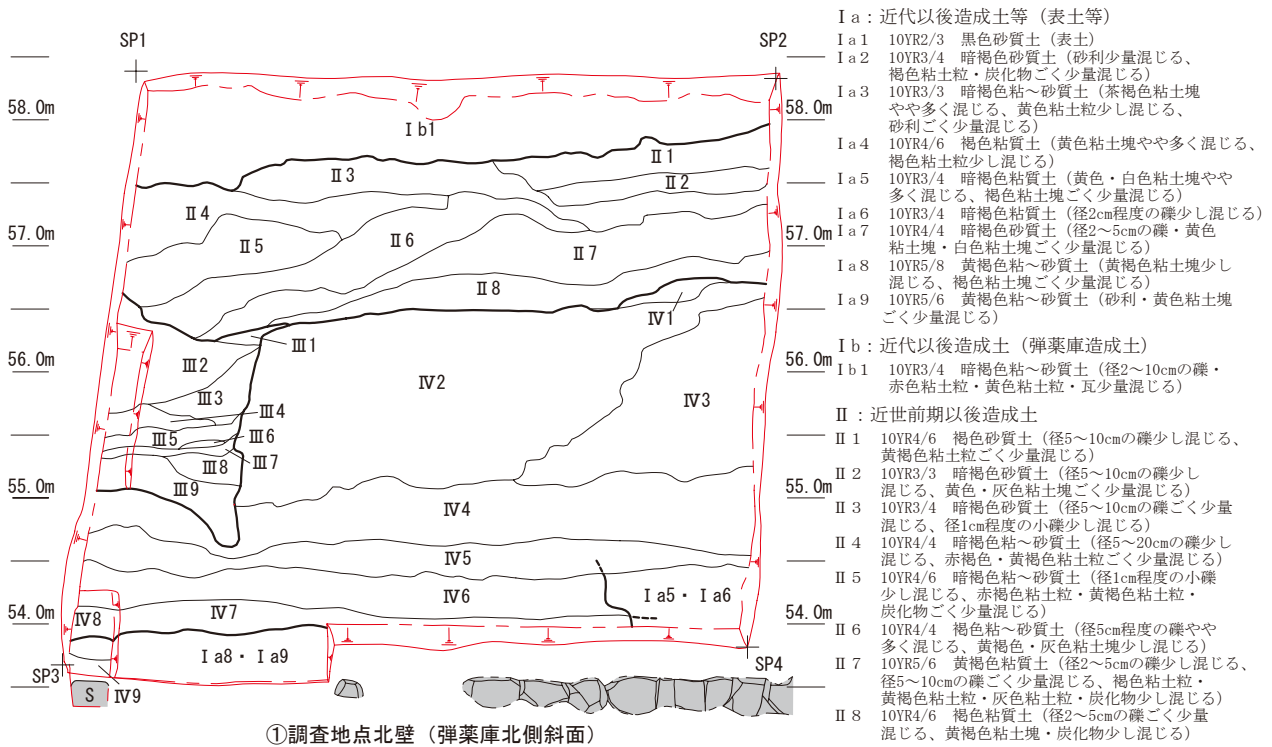 SP1
SP2
58.0m
57.0m
56.0m
55.0m
54.0m
58.0m
57.0m
56.0m
55.0m
54.0m
Ⅰb1
Ⅱ1
Ⅱ2
Ⅱ3
Ⅱ4
Ⅱ5
Ⅱ6
Ⅱ7
Ⅱ8
Ⅳ1
Ⅲ1
Ⅲ2
Ⅲ3
Ⅲ4
Ⅲ5
Ⅲ6
Ⅲ7
Ⅲ8
Ⅲ9
Ⅳ2
Ⅳ3
Ⅳ4
Ⅳ5
Ⅳ6
Ⅰa5・Ⅰa6
Ⅳ7
Ⅳ8
Ⅰa8・Ⅰa9
SP3
SP4
S
Ⅳ9
①調査地点北壁（弾薬庫北側斜面）
Ⅰa：近代以後造成土等（表土等）
Ⅰa1 10YR2/3 黒色砂質土（表土）
Ⅰa2 10YR3/4 暗褐色砂質土（砂利少量混じる、
褐色粘土粒・炭化物ごく少量混じる）
Ⅰa3 10YR3/3 暗褐色粘～砂質土（茶褐色粘土塊
やや多く混じる、黄色粘土粒少し混じる、
砂利ごく少量混じる）
Ⅰa4 10YR4/6 褐色粘質土（黄色粘土塊やや多く混じる、
褐色粘土粒少し混じる）
Ⅰa5 10YR3/4 暗褐色粘質土（黄色・白色粘土塊やや
多く混じる、褐色粘土塊ごく少量混じる）
Ⅰa6 10YR3/4 暗褐色粘質土（径2cm程度の礫少し混じる）
Ⅰa7 10YR4/4 暗褐色砂質土（径2～5cmの礫・黄色
粘土塊・白色粘土塊ごく少量混じる）
Ⅰa8 10YR5/8 黄褐色粘～砂質土（黄褐色粘土塊少し
混じる、褐色粘土塊ごく少量混じる）
Ⅰa9 10YR5/6 黄褐色粘～砂質土（砂利・黄色粘土塊
ごく少量混じる）
Ⅰb：近代以後造成土（弾薬庫造成土）
Ⅰb1 10YR3/4 暗褐色粘～砂質土（径2～10cmの礫・
赤色粘土粒・黄色粘土粒・瓦少量混じる）
Ⅱ：近世前期以後造成土
Ⅱ1 10YR4/6 褐色砂質土（径5～10cmの礫少し混じる、
黄褐色粘土粒ごく少量混じる）
Ⅱ2 10YR3/3 暗褐色砂質土（径5～10cmの礫少し
混じる、黄色・灰色粘土塊ごく少量混じる）
Ⅱ3 10YR3/4 暗褐色砂質土（径5～10cmの礫ごく少量
混じる、径1cm程度の小礫少し混じる）
Ⅱ4 10YR4/4 暗褐色粘～砂質土（径5～20cmの礫少し
混じる、赤褐色・黄褐色粘土粒ごく少量混じる）
Ⅱ5 10YR4/6 暗褐色粘～砂質土（径1cm程度の小礫
少し混じる、赤褐色粘土粒・黄褐色粘土粒・
炭化物ごく少量混じる）
Ⅱ6 10YR4/4 褐色粘～砂質土（径5cm程度の礫やや
多く混じる、黄褐色・灰色粘土塊少し混じる）
Ⅱ7 10YR5/6 黄褐色粘質土（径2～5cmの礫少し混じる、
径5～10cmの礫ごく少量混じる、褐色粘土粒・
黄褐色粘土粒・灰色粘土粒・炭化物少し混じる）
Ⅱ8 10YR4/6 褐色粘質土（径2～5cmの礫ごく少量
混じる、黄褐色粘土塊・炭化物少し混じる）